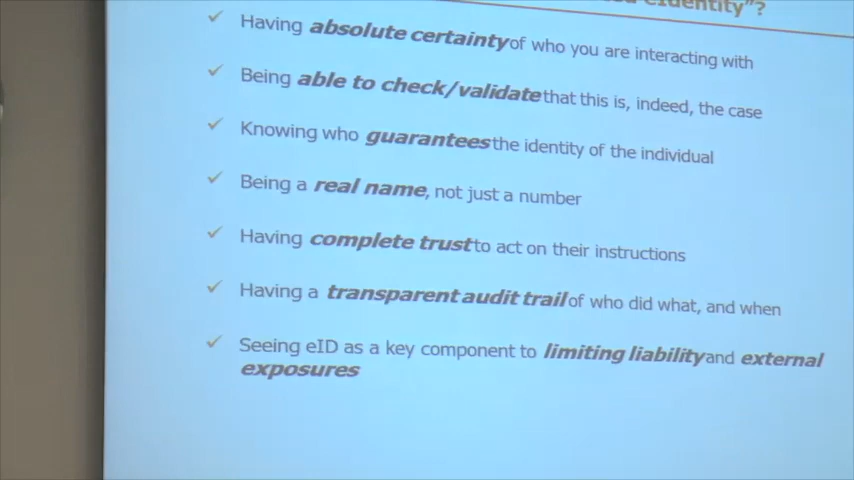 eIdentity"?
Having absolute certainty of who you are interacting with
Being able to check/validate that this is, indeed, the case
Knowing who guarantees the identity of the individual
Being a real name, not just a number
Having complete trust to act on their instructions
Having a transparent audit trail of who did what, and when
Seeing eID as a key component to limiting liability and external
exposures